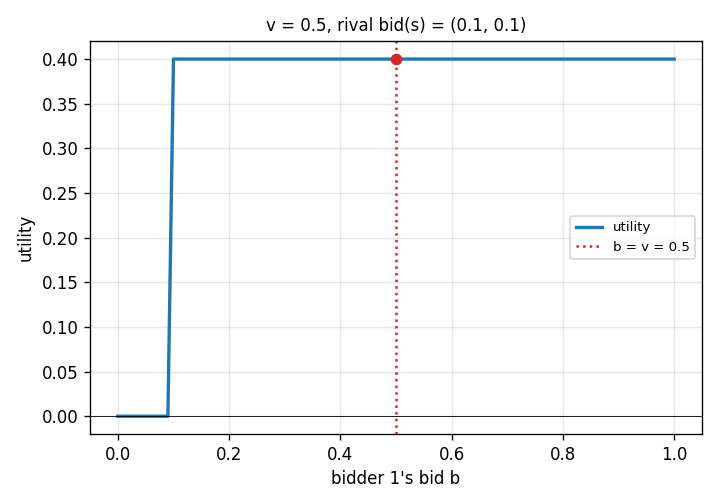 v = 0.5, rival bid(s) = (0.1, 0.1)
utility
0.40
0.35
0.30
0.25
0.20
0.15
0.10
0.05
0.00
utility
b = v = 0.5
0.0 0.2 0.4 0.6 0.8 1.0
bidder 1's bid b